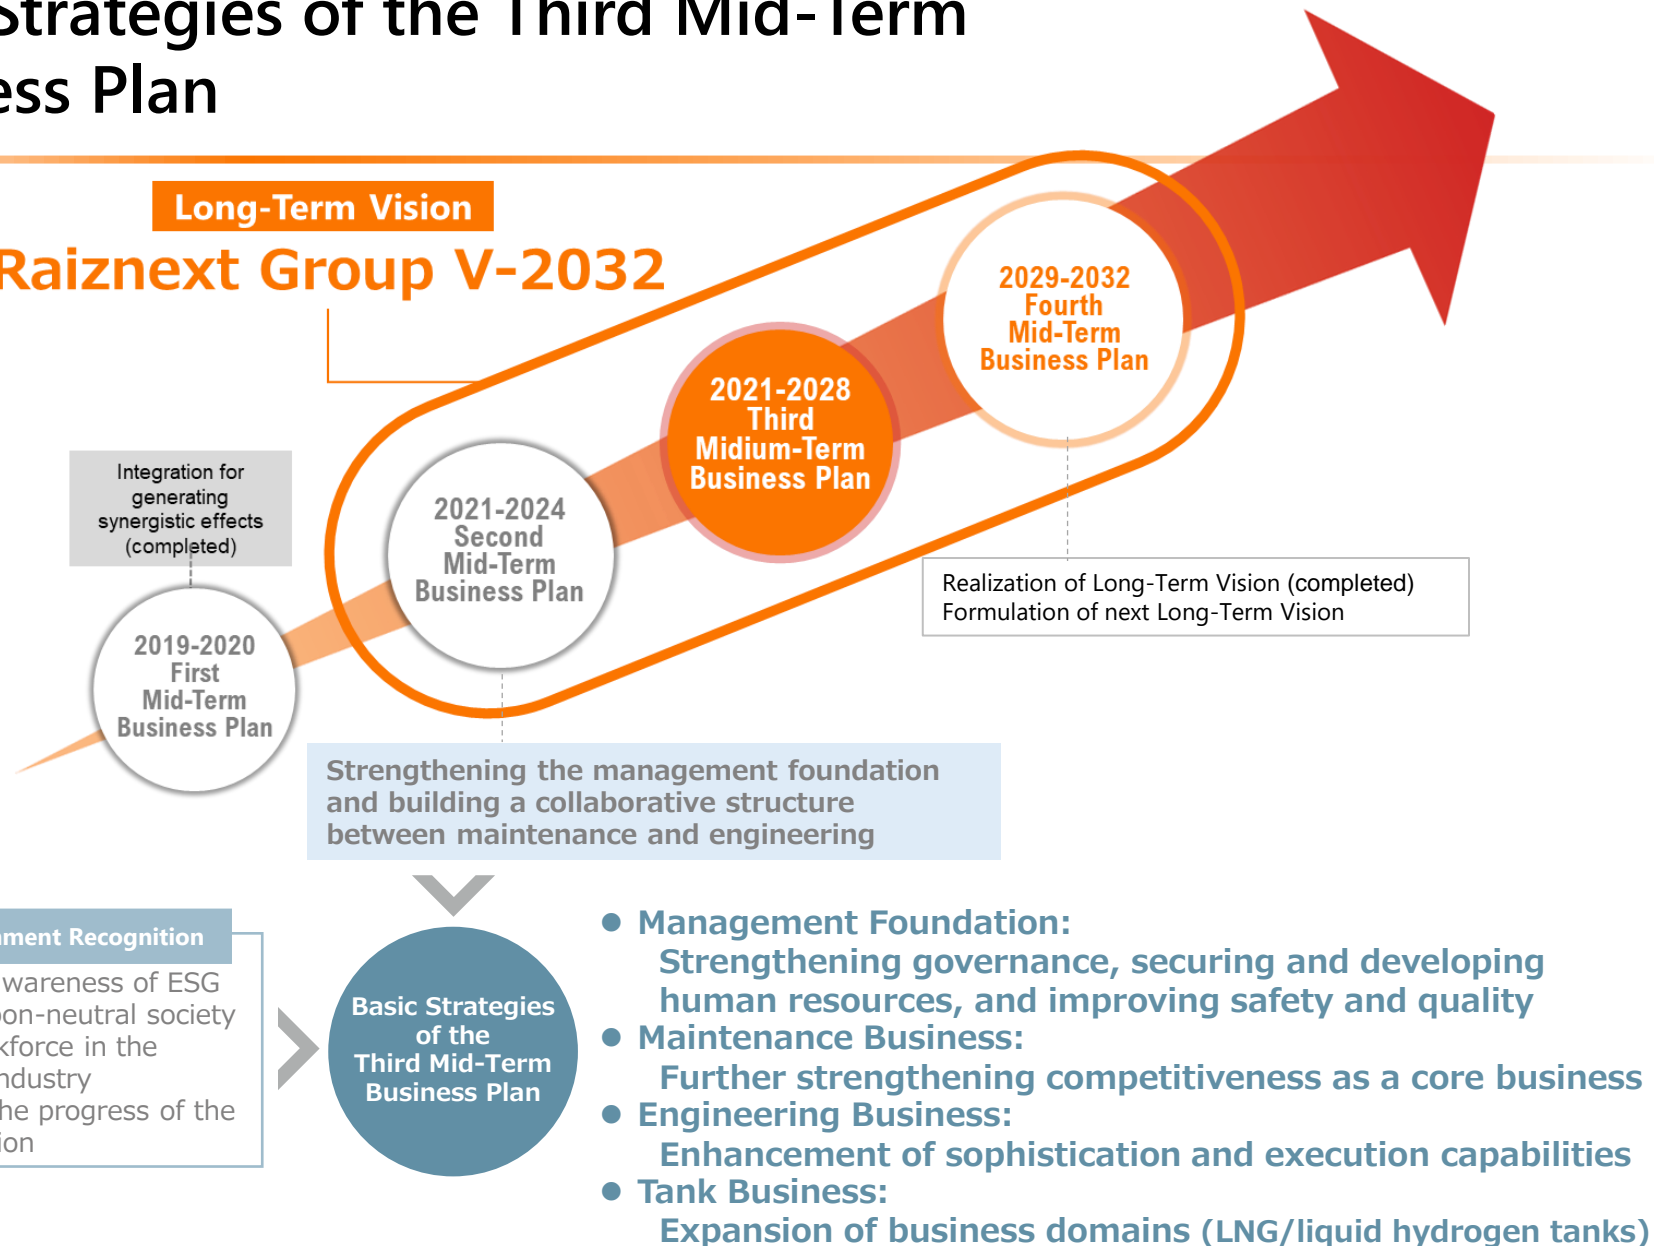 Strategies of the Third Mid-Term
ess Plan
Long-Term Vision
Raiznext Group V-2032
2029-2032
Fourth
Mid-Term
Business Plan
2021-2028
Third
Midium-Term
Business Plan
Integration for
generating
synergistic effects
(completed)
2021-2024
Second
Mid-Term
Business Plan
Realization of Long-Term Vision (completed)
Formulation of next Long-Term Vision
2019-2020
First
Mid-Term
Business Plan
Strengthening the management foundation
and building a collaborative structure
between maintenance and engineering
nment Recognition
wareness of ESG
bon-neutral society
kforce in the
ndustry
he progress of the
ion
Basic Strategies
of the
Third Mid-Term
Business Plan
● Management Foundation:
Strengthening governance, securing and developing
human resources, and improving safety and quality
● Maintenance Business:
Further strengthening competitiveness as a core business
● Engineering Business:
Enhancement of sophistication and execution capabilities
● Tank Business:
Expansion of business domains (LNG/liquid hydrogen tanks)